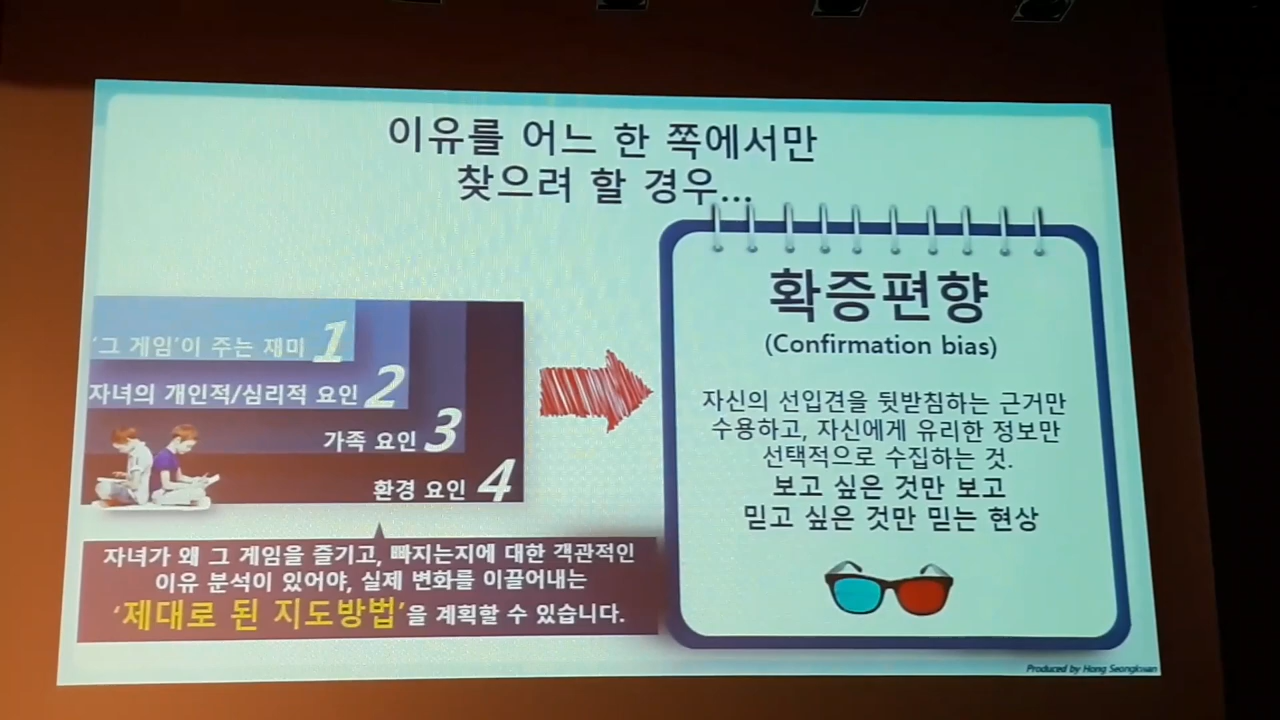 이유를 어느 한 쪽에서만
찾으려 할 경우...
'그 게임'이 주는 재미 1
자녀의 개인적/심리적 요인 2
가족 요인 3
환경 요인 4
자녀가 왜 그 게임을 즐기고, 빠지는지에 대한 객관적인
이유 분석이 있어야, 실제 변화를 이끌어내는
'제대로 된 지도방법'을 계획할 수 있습니다.
확증편향
(Confirmation bias)
자신의 선입견을 뒷받침하는 근거만
수용하고, 자신에게 유리한 정보만
선택적으로 수집하는 것.
보고 싶은 것만 보고
믿고 싶은 것만 믿는 현상
Produced by Hong Seongkwan